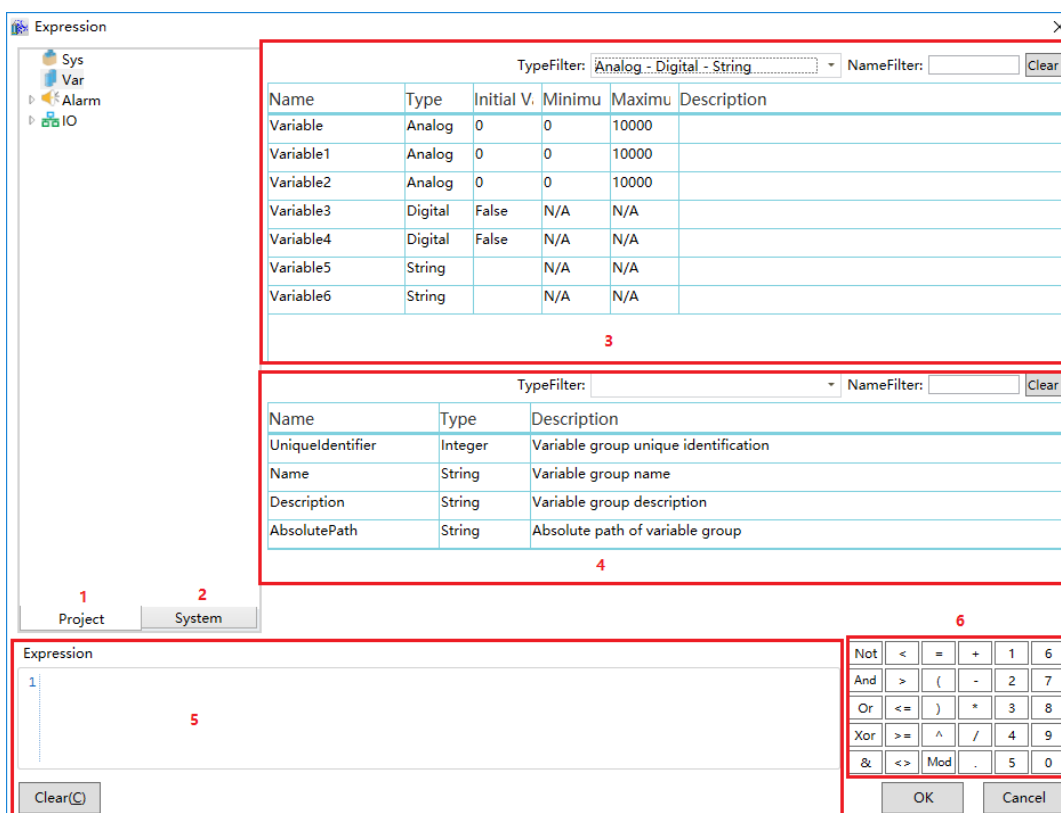 Expression
Sys
Var
Alarm
IO
TypeFilter: Analog - Digital - String NameFilter: Clear
Name Type Initial V. Minimu Maximu Description
Variable Analog 0 0 10000
Variable1 Analog 0 0 10000
Variable2 Analog 0 0 10000
Variable3 Digital False N/A N/A
Variable4 Digital False N/A N/A
Variable5 String N/A N/A
Variable6 String N/A N/A
3
TypeFilter: NameFilter: Clear
Name Type Description
UniqueIdentifier Integer Variable group unique identification
Name String Variable group name
Description String Variable group description
AbsolutePath String Absolute path of variable group
4
1 2
Project System
6
Expression
1
5
Clear(C)
Not < = + 1 6
And > ( - 2 7
Or <= ) * 3 8
Xor >= ^ / 4 9
& <> Mod . 5 0
OK Cancel